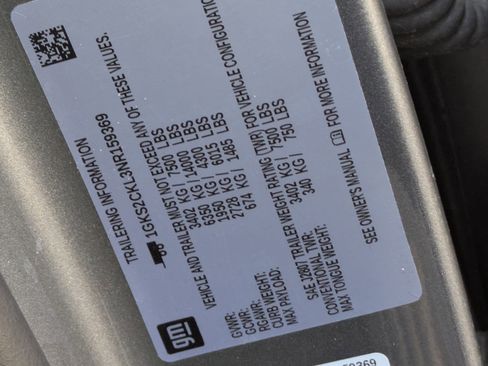 TRAILERING INFORMATION
1GKS2CKL3NR159369
gm
VEHICLE AND TRAILER MUST NOT EXCEED ANY OF THESE VALUES.
GVWR: 3402 KG / 7500 LBS
GCWR: 6350 KG / 14000 LBS
RGAWR: 1950 KG / 4300 LBS
CURB WEIGHT: 2728 KG / 6015 LBS
MAX PAYLOAD: 674 KG / 1485 LBS
SAE J2807 TRAILER WEIGHT RATING (TWR) FOR VEHICLE CONFIGURATION
CONVENTIONAL TWR: 3402 KG / 7500 LBS
MAX TONGUE WEIGHT: 340 KG / 750 LBS
SEE OWNERS MANUAL FOR MORE INFORMATION